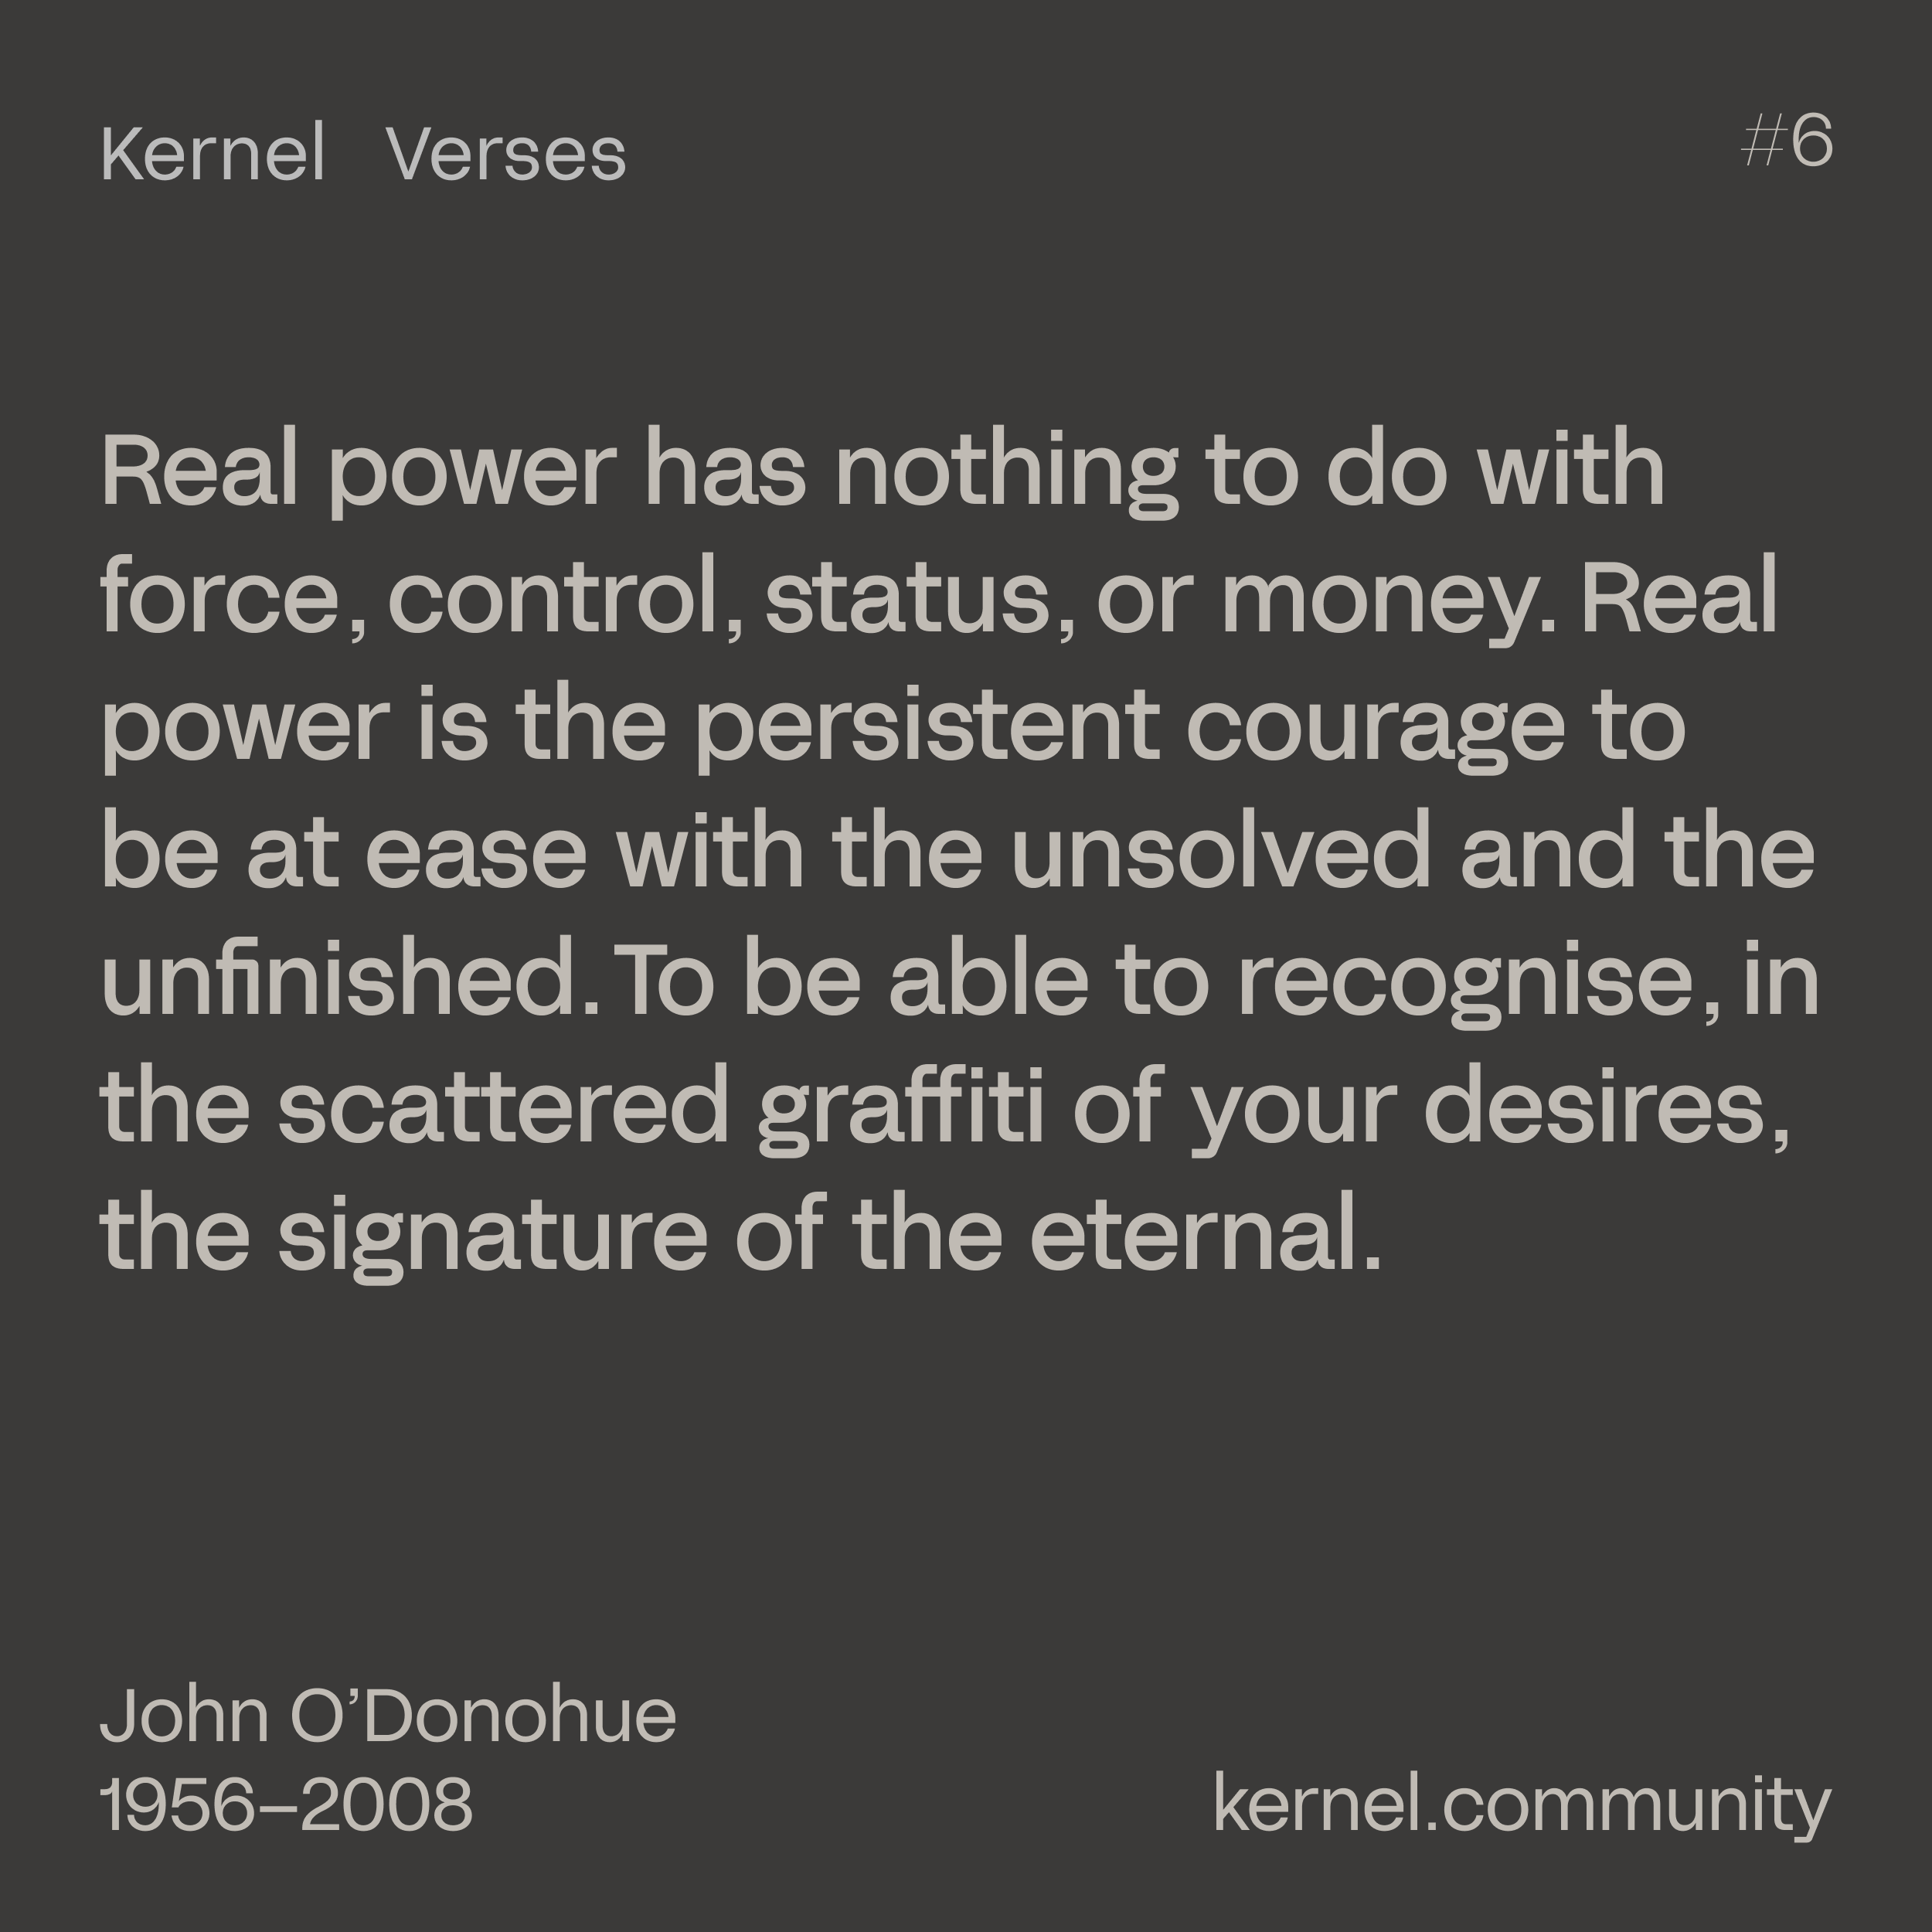 Kernel Verses
#6
Real power has nothing to do with
force, control, status, or money. Real
power is the persistent courage to
be at ease with the unsolved and the
unfinished. To be able to recognise, in
the scattered graffiti of your desires,
the signature of the eternal.
John O’Donohue
1956–2008
kernel.community